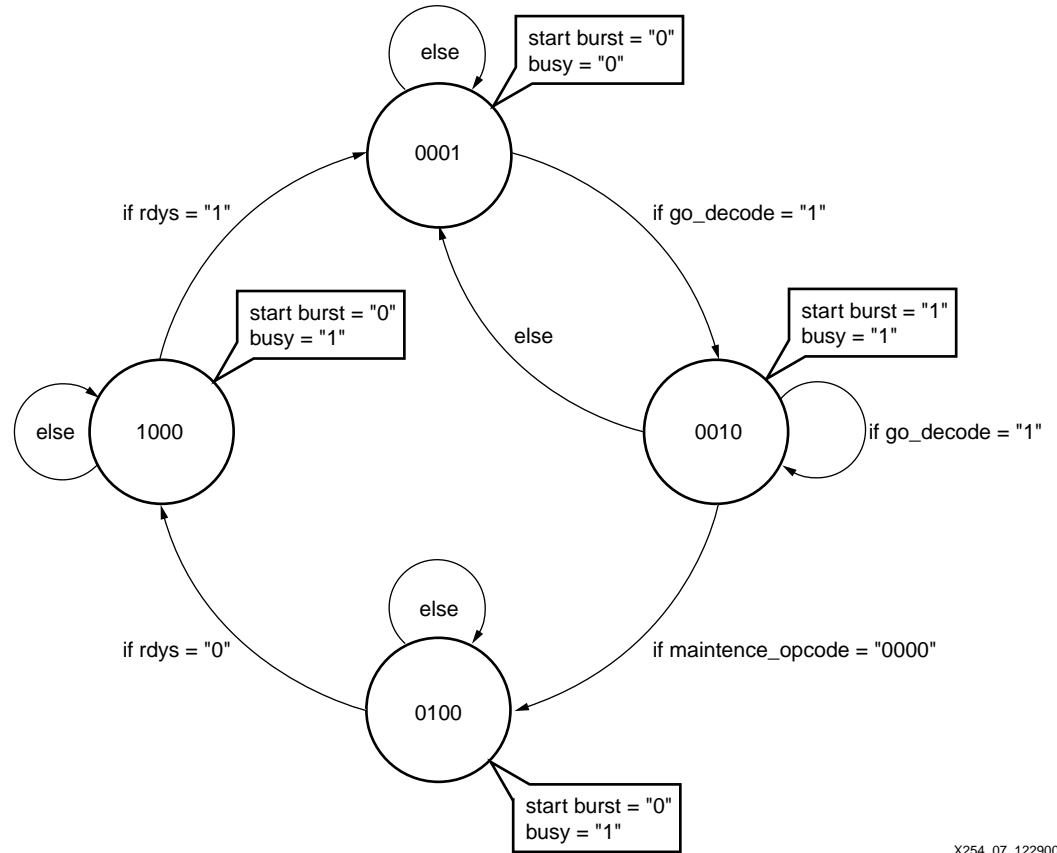 else
start burst = "0"
busy = "0"
0001
if rdys = "1"
if go_decode = "1"
start burst = "0"
busy = "1"
start burst = "1"
busy = "1"
else
else
1000
0010
if go_decode = "1"
else
if rdys = "0"
if maintence_opcode = "0000"
0100
start burst = "0"
busy = "1"
X254_07_122900